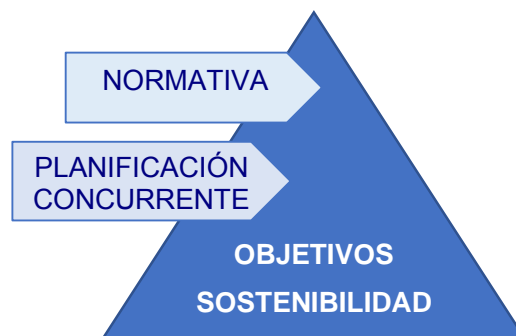 NORMATIVA
PLANIFICACIÓN
CONCURRENTE
OBJETIVOS
SOSTENIBILIDAD